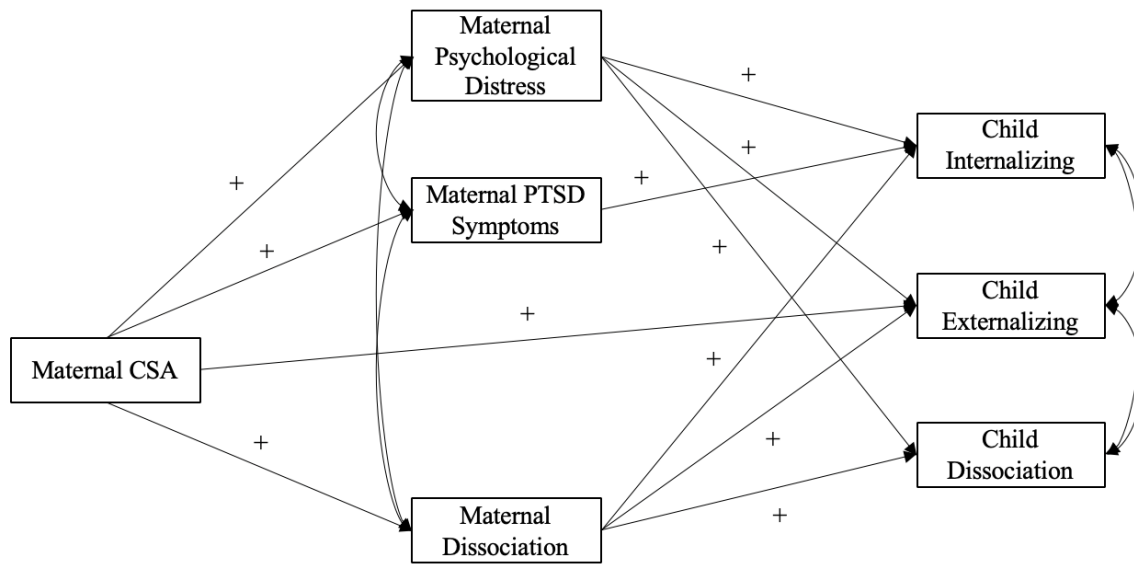 Maternal
Psychological
Distress
+
+
Child
Internalizing
+
+
Maternal PTSD
Symptoms
+
+
+
Child
Externalizing
Maternal CSA
+
+
+
Child
Dissociation
+
Maternal
Dissociation